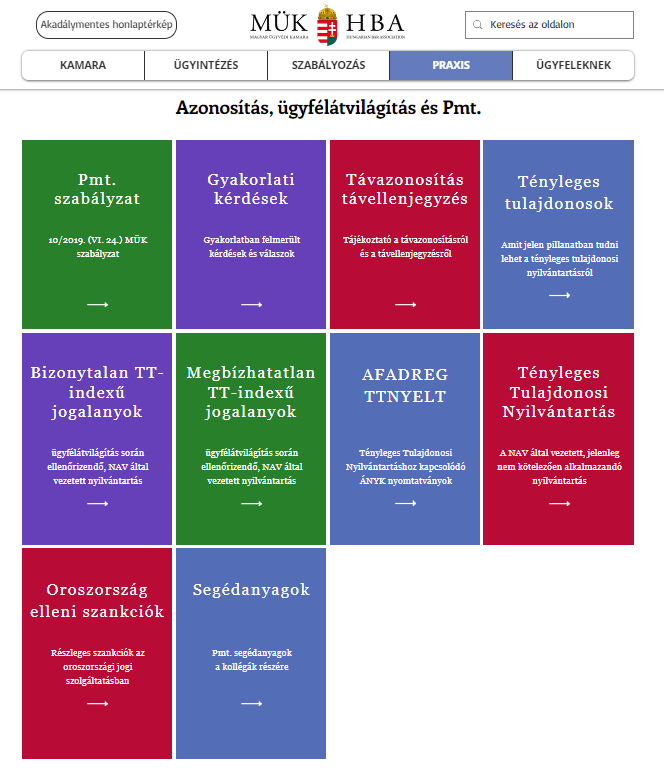 Akadálymentes honlaptérkép
MÜK HBA
MAGYAR ÜGYVÉDI KAMARA HUNGARIAN BAR ASSOCIATION
Keresés az oldalon
KAMARA ÜGYINTÉZÉS SZABÁLYOZÁS PRAXIS ÜGYFELEKNEK
Azonosítás, ügyfélátvilágítás és Pmt.
Pmt.
szabályzat
10/2019. (VI. 24.) MÜK
szabályzat
Gyakorlati
kérdések
Gyakorlatban felmerült
kérdések és válaszok
Távazonosítás
távellenjegyzés
Tájékoztató a távazonosításról
és a távellenjegyzésről
Tényleges
tulajdonosok
Amit jelen pillanatban tudni
lehet a tényleges tulajdonosi
nyilvántartásról
Bizonytalan TT-
indexű
jogalanyok
ügyfélátvilágítás során
ellenőrizendő, NAV által
vezetett nyilvántartás
Megbízhatatlan
TT-indexű
jogalanyok
ügyfélátvilágítás során
ellenőrizendő, NAV által
vezetett nyilvántartás
AFADREG
TTNYELT
Tényleges Tulajdonosi
Nyilvántartáshoz kapcsolódó
ÁNYK nyomtatványok
Tényleges
Tulajdonosi
Nyilvántartás
A NAV által vezetett, jelenleg
nem kötelezően alkalmazandó
nyilvántartás
Oroszország
elleni szankciók
Részleges szankciók az
oroszországi jogi
szolgáltatásban
Segédanyagok
Pmt. segédanyagok
a kollégák részére